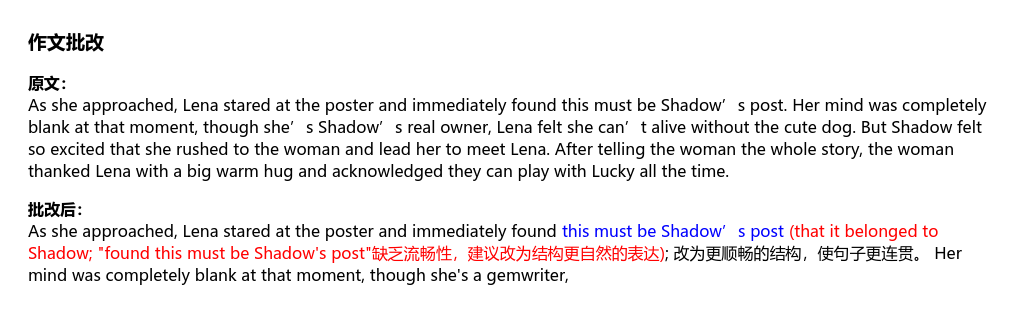 作文批改
原文：
As she approached, Lena stared at the poster and immediately found this must be Shadow’s post. Her mind was completely
blank at that moment, though she’s Shadow’s real owner, Lena felt she can’t alive without the cute dog. But Shadow felt
so excited that she rushed to the woman and lead her to meet Lena. After telling the woman the whole story, the woman
thanked Lena with a big warm hug and acknowledged they can play with Lucky all the time.
批改后：
As she approached, Lena stared at the poster and immediately found this must be Shadow’s post (that it belonged to
Shadow; "found this must be Shadow's post"缺乏流畅性，建议改为结构更自然的表达); 改为更顺畅的结构，使句子更连贯。 Her
mind was completely blank at that moment, though she's a gemwriter,